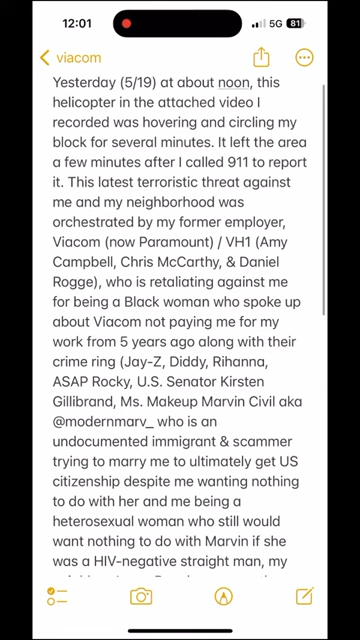 12:01
5G 81
viacom
Yesterday (5/19) at about noon, this
helicopter in the attached video I
recorded was hovering and circling my
block for several minutes. It left the area
a few minutes after I called 911 to report
it. This latest terroristic threat against
me and my neighborhood was
orchestrated by my former employer,
Viacom (now Paramount) / VH1 (Amy
Campbell, Chris McCarthy, & Daniel
Rogge), who is retaliating against me
for being a Black woman who spoke up
about Viacom not paying me for my
work from 5 years ago along with their
crime ring (Jay-Z, Diddy, Rihanna,
ASAP Rocky, U.S. Senator Kirsten
Gillibrand, Ms. Makeup Marvin Civil aka
@modernmarv_ who is an
undocumented immigrant & scammer
trying to marry me to ultimately get US
citizenship despite me wanting nothing
to do with her and me being a
heterosexual woman who still would
want nothing to do with Marvin if she
was a HIV-negative straight man, my